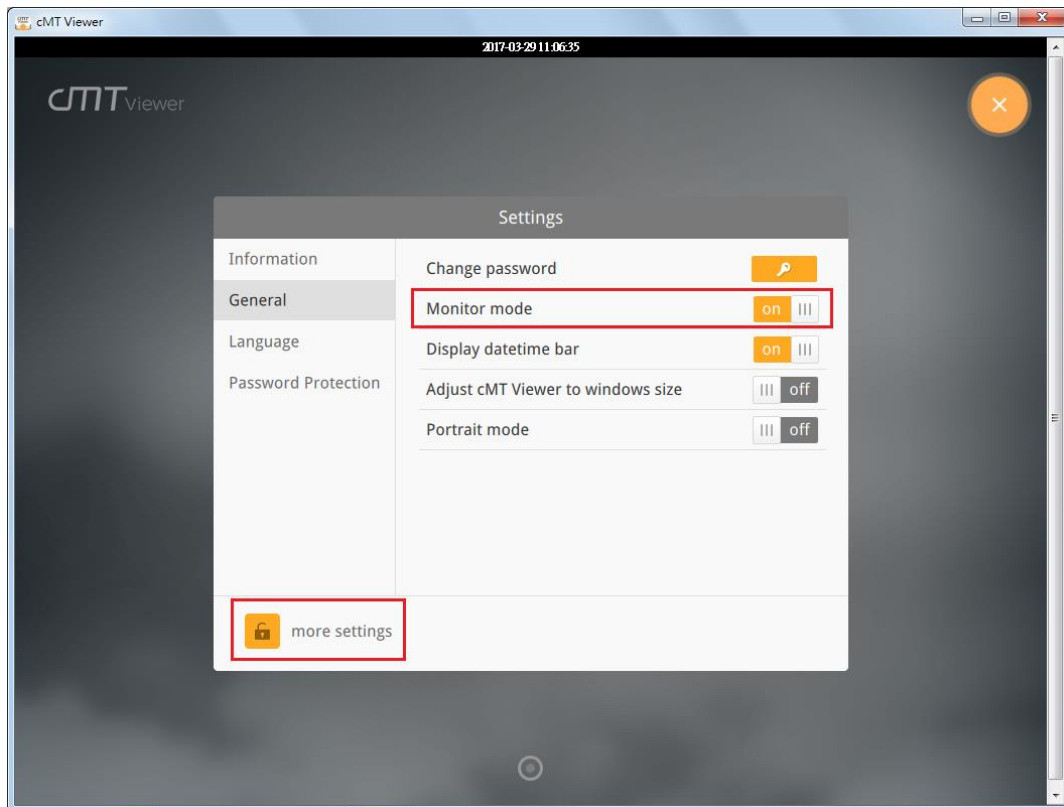 cMT Viewer
2017-03-29 11:06:35
cMT Viewer
Settings
Information
General
Language
Password Protection
Change password
Monitor mode on
Display datetime bar on
Adjust cMT Viewer to windows size off
Portrait mode off
more settings